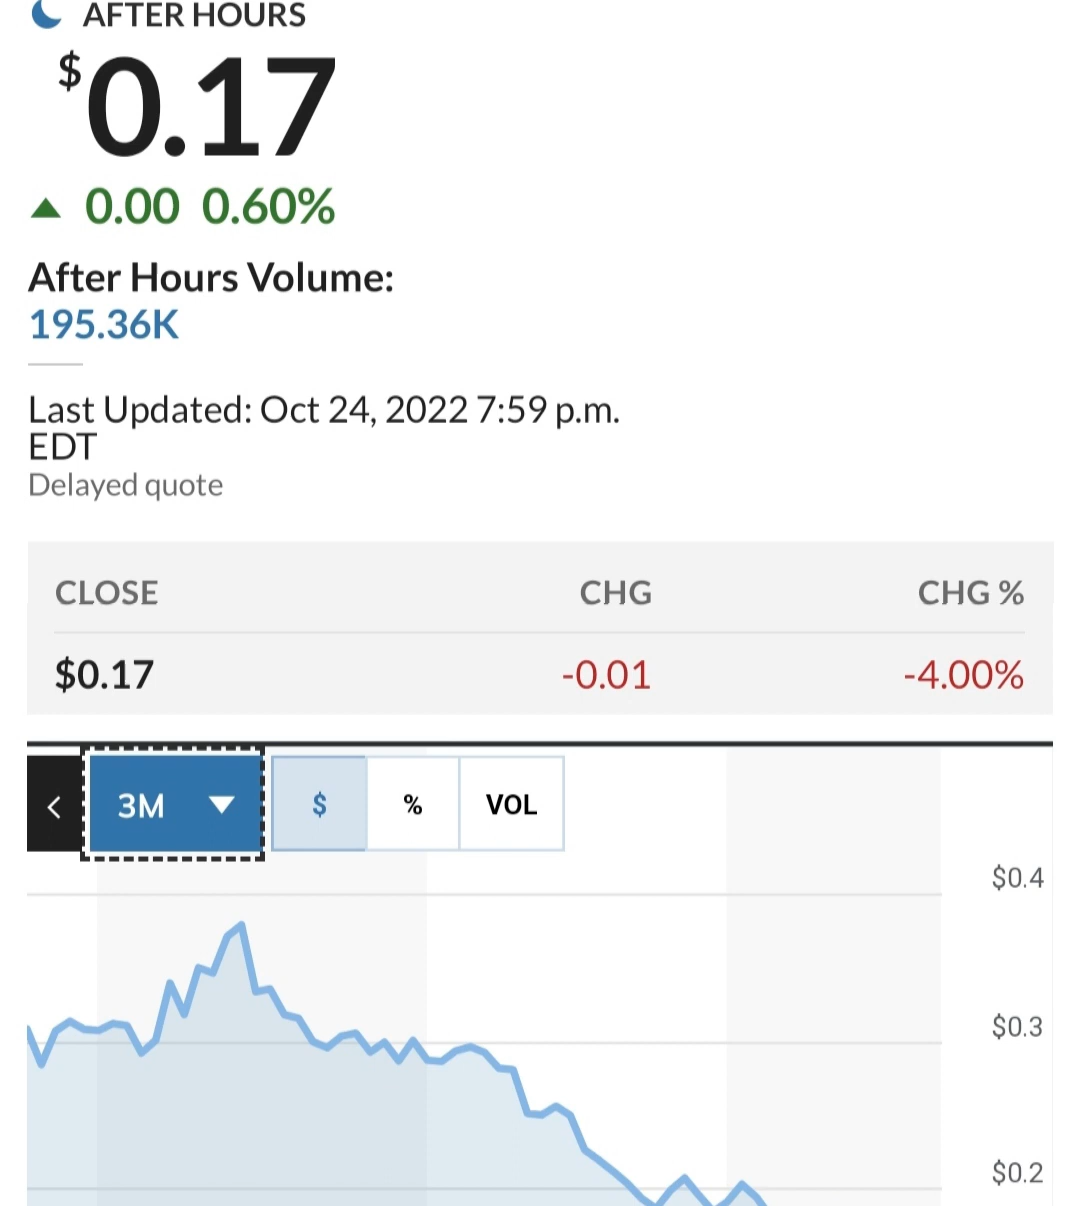 AFTER HOURS
$0.17
0.00 0.60%
After Hours Volume:
195.36K
Last Updated: Oct 24, 2022 7:59 p.m.
EDT
Delayed quote
CLOSE CHG CHG %
$0.17 -0.01 -4.00%
3M $ % VOL
$0.4
$0.3
$0.2